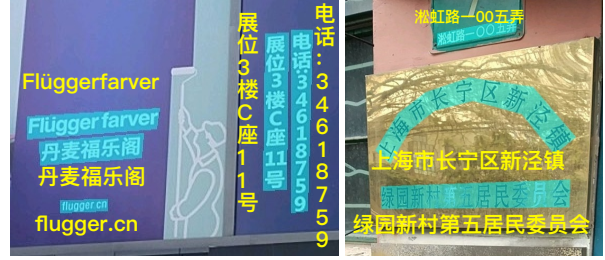 Flüggerfarver
Flügger farver
丹麦福乐阁
丹麦福乐阁
flugger.cn
flugger.cn
展位3楼C座11号
展位3楼C座11号
电话:34618759
电话:34618759
淞虹路一00五弄
淞虹路一〇〇五弄
上海市长宁区新泾镇
上海市长宁区新泾镇
绿园新村第五居民委员会
绿园新村第五居民委员会